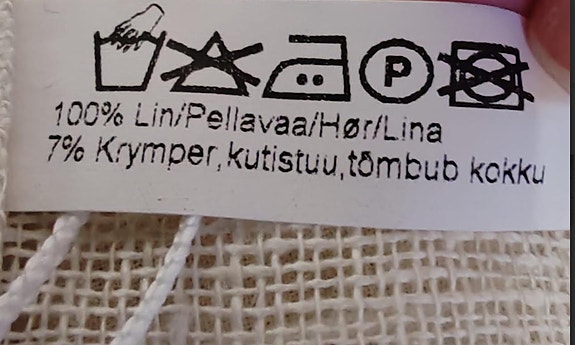 P
100% Lin/Pellavaa/Hør/Lina
7% Krymper,kutistuu,tõmbub kokku